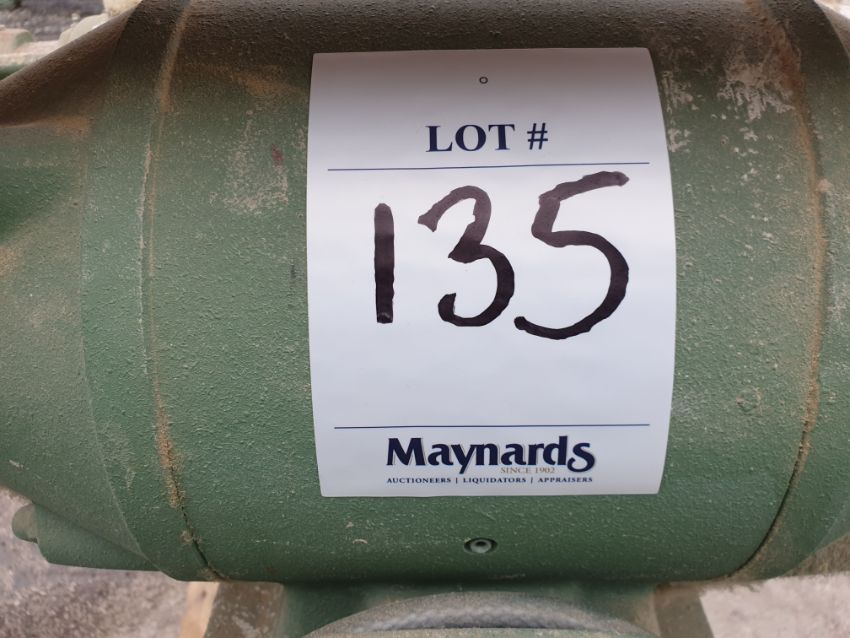 LOT #
135
Maynards
SINCE 1902
AUCTIONEERS | LIQUIDATORS | APPRAISERS